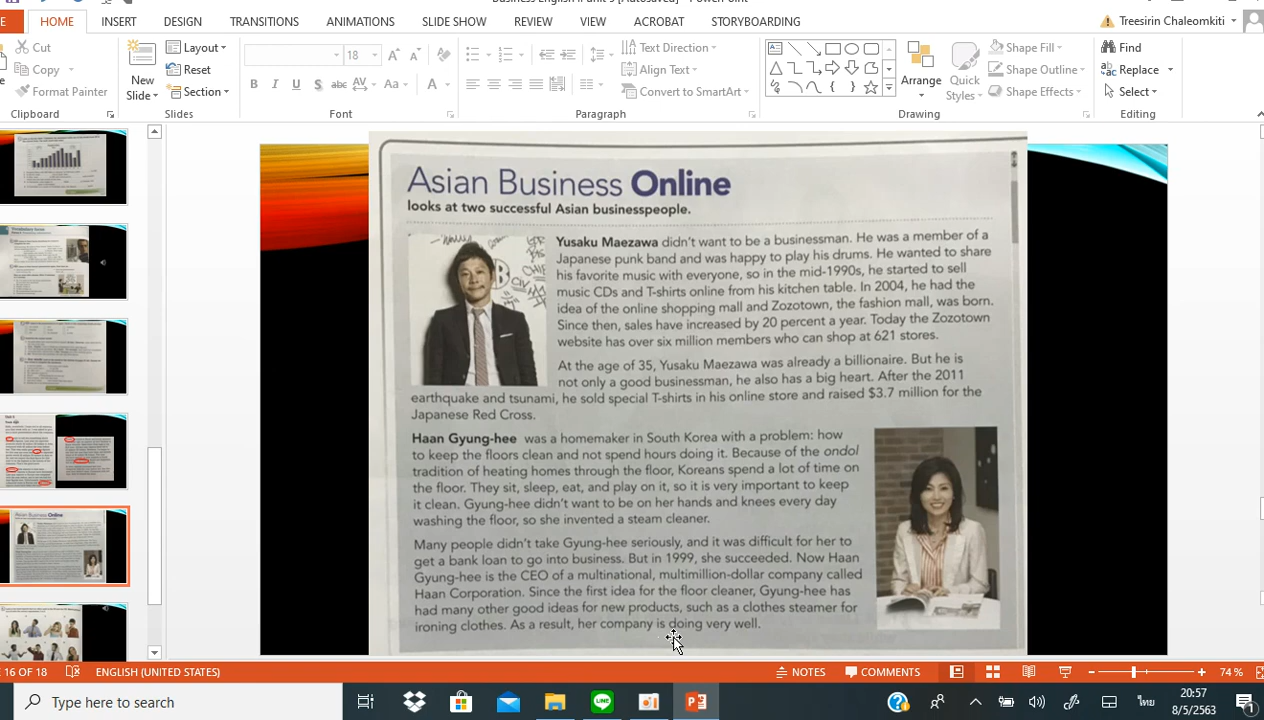 HOME INSERT DESIGN TRANSITIONS ANIMATIONS SLIDE SHOW REVIEW VIEW ACROBAT STORYBOARDING
Treesirin Chaleomkiti
Cut
Copy
Format Painter
Clipboard
New
Slide
Layout
Reset
Section
Slides
18
Font
Text Direction
Align Text
Convert to SmartArt
Paragraph
Arrange
Quick
Styles
Shape Fill
Shape Outline
Shape Effects
Drawing
Find
Replace
Select
Editing
Asian Business Online
looks at two successful Asian businesspeople.
Yusaku Maezawa didn't want to be a businessman. He was a member of a
Japanese punk band and was happy to play his drums. He wanted to share
his favorite music with everyone, so in the mid-1990s, he started to sell
music CDs and T-shirts online from his kitchen table. In 2004, he had the
idea of the online shopping mall and Zozotown, the fashion mall, was born.
Since then, sales have increased by 20 percent a year. Today the Zozotown
website has over six million members who can shop at 621 stores.
At the age of 35, Yusaku Maezawa was already a billionaire. But he is
not only a good businessman, he also has a big heart. After the 2011
earthquake and tsunami, he sold special T-shirts in his online store and raised $3.7 million for the
Japanese Red Cross.
Haan Gyung-hee was a homemaker in South Korea with a problem: how
to keep the floors clean and not spend hours doing it. Because of the ondol
tradition of heating homes through the floor, Koreans spend a lot of time on
the floor. They sit, sleep, eat, and play on it, so it is very important to keep
it clean. Gyung-hee didn't want to be on her hands and knees every day
washing the floor, so she invented a steam cleaner.
Many people didn't take Gyung-hee seriously, and it was difficult for her to
get a bank loan to go into business. But in 1999, she succeeded. Now Haan
Gyung-hee is the CEO of a multinational, multimillion-dollar company called
Haan Corporation. Since the first idea for the floor cleaner, Gyung-hee has
had many other good ideas for new products, such as a clothes steamer for
ironing clothes. As a result, her company is doing very well.
16 OF 18 ENGLISH (UNITED STATES) NOTES COMMENTS 74 %
Type here to search
ไทย
20:57
8/5/2563